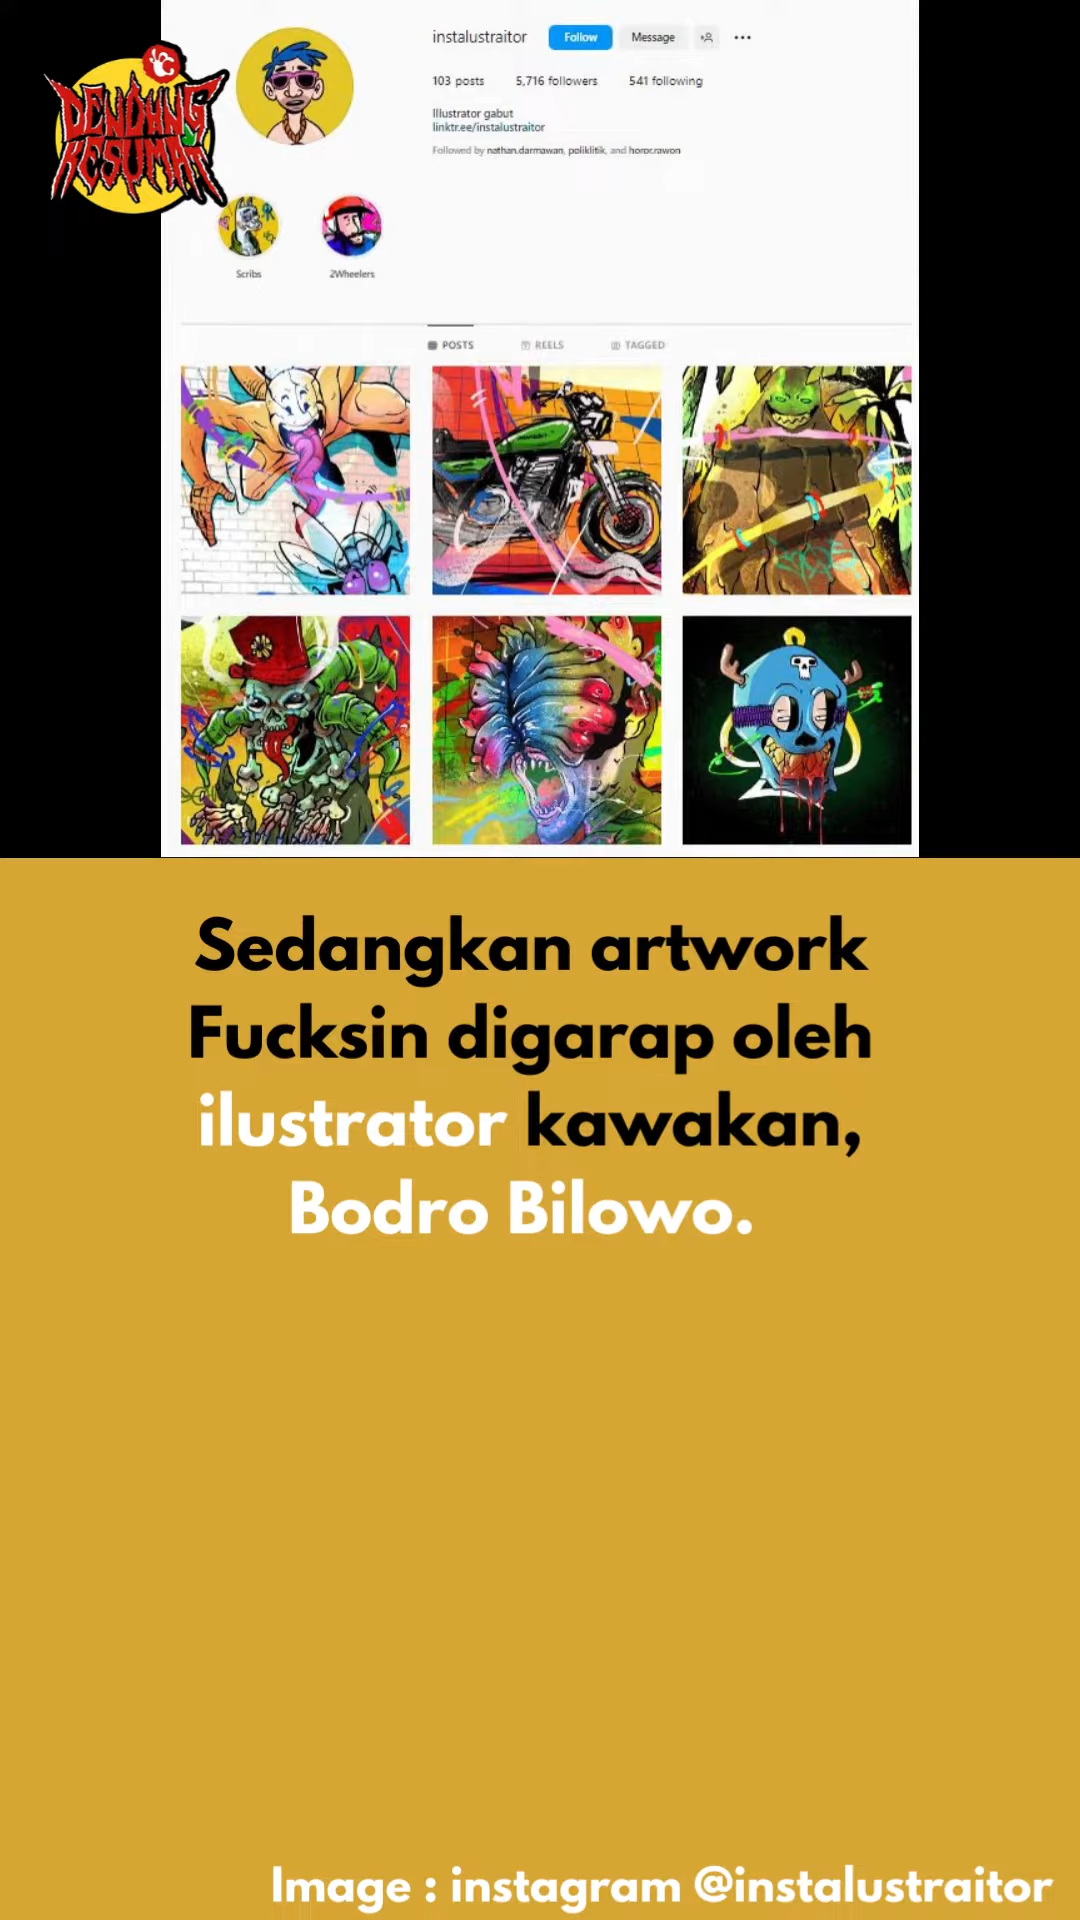 DENDANG
KESUMAT
instalustraitor
Follow
Message
103 posts
5,716 followers
541 following
Illustrator gabut
linktr.ee/instalustraitor
Followed by nathan.darmawan, poliklitik, and horor.rawon
Scribs
2Wheelers
POSTS
REELS
TAGGED
Sedangkan artwork
Fucksin digarap oleh
ilustrator kawakan,
Bodro Bilowo.
Image : instagram @instalustraitor